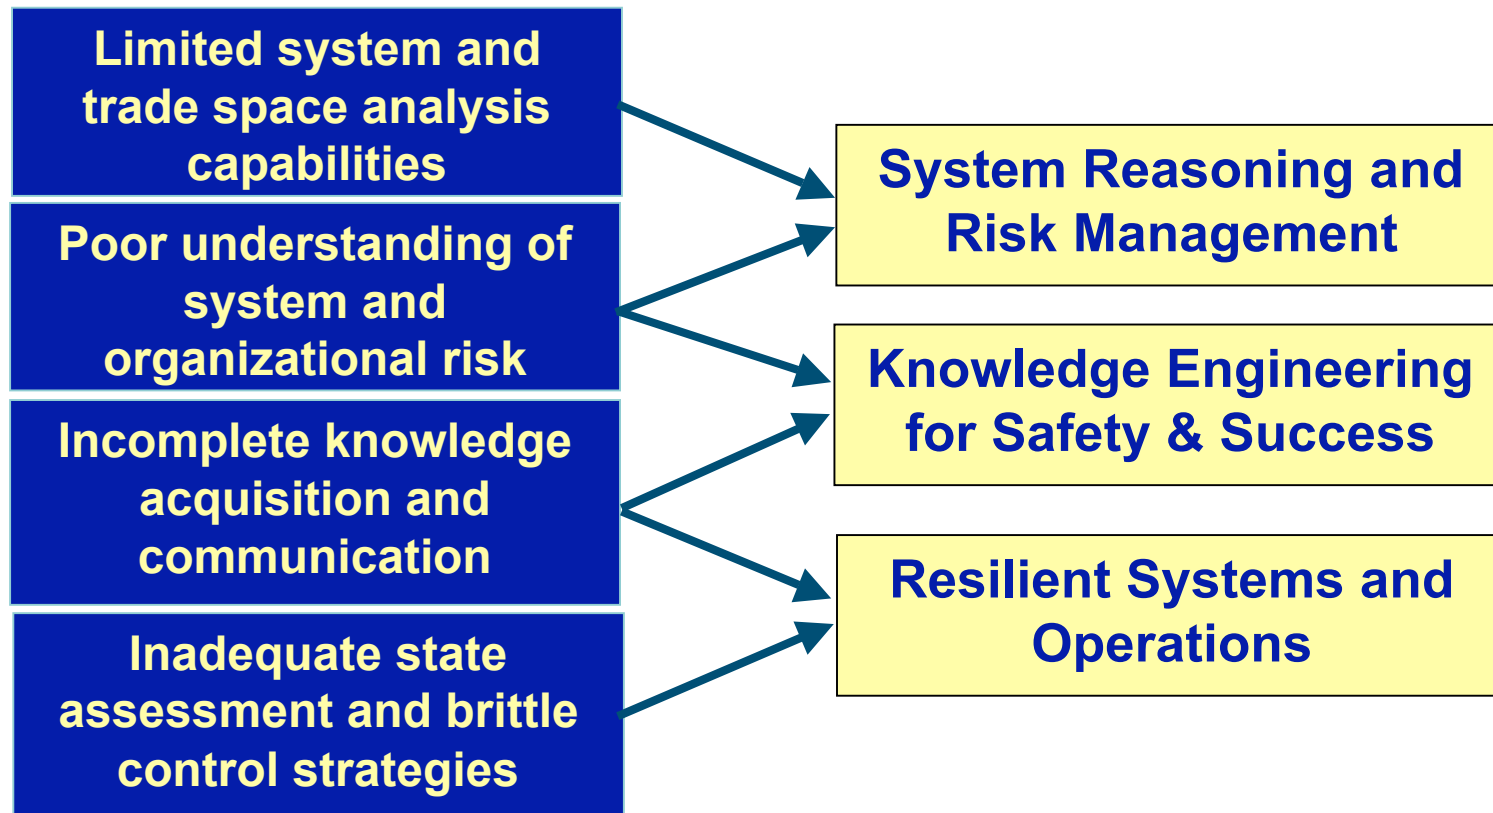 Limited system and
trade space analysis
capabilities
Poor understanding of
system and
organizational risk
Incomplete knowledge
acquisition and
communication
Inadequate state
assessment and brittle
control strategies
System Reasoning and
Risk Management
Knowledge Engineering
for Safety & Success
Resilient Systems and
Operations